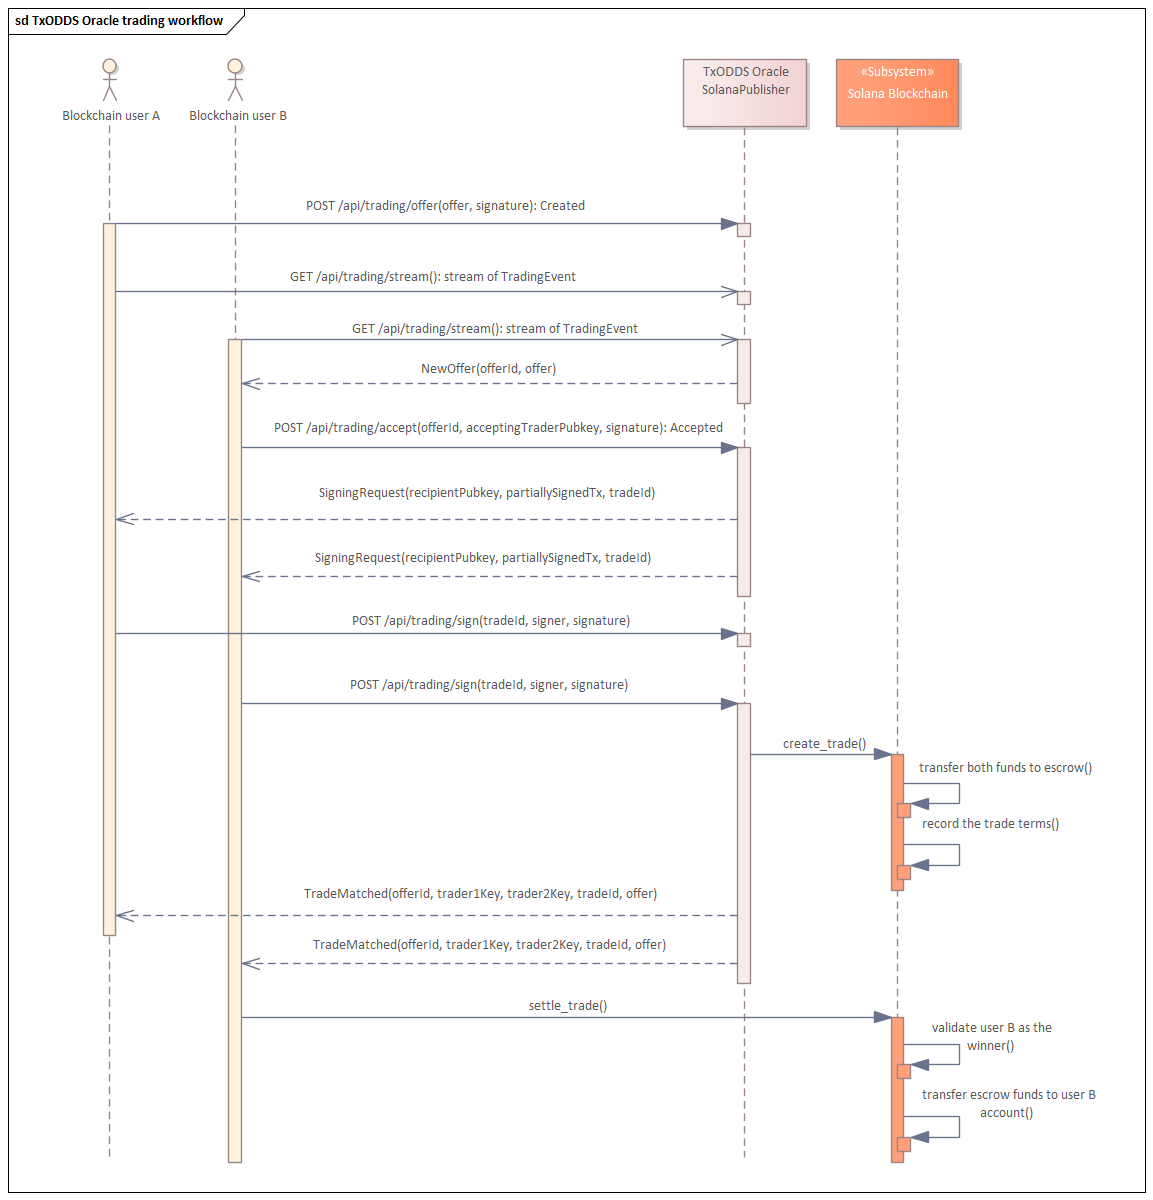 sd TxODDS Oracle trading workflow
Blockchain user A
Blockchain user B
TxODDS Oracle
SolanaPublisher
«Subsystem»
Solana Blockchain
POST /api/trading/offer(offer, signature): Created
GET /api/trading/stream(): stream of TradingEvent
GET /api/trading/stream(): stream of TradingEvent
NewOffer(offerId, offer)
POST /api/trading/accept(offerId, acceptingTraderPubkey, signature): Accepted
SigningRequest(recipientPubkey, partiallySignedTx, tradeId)
SigningRequest(recipientPubkey, partiallySignedTx, tradeId)
POST /api/trading/sign(tradeId, signer, signature)
POST /api/trading/sign(tradeId, signer, signature)
create_trade()
transfer both funds to escrow()
record the trade terms()
TradeMatched(offerId, trader1Key, trader2Key, tradeId, offer)
TradeMatched(offerId, trader1Key, trader2Key, tradeId, offer)
settle_trade()
validate user B as the
winner()
transfer escrow funds to user B
account()